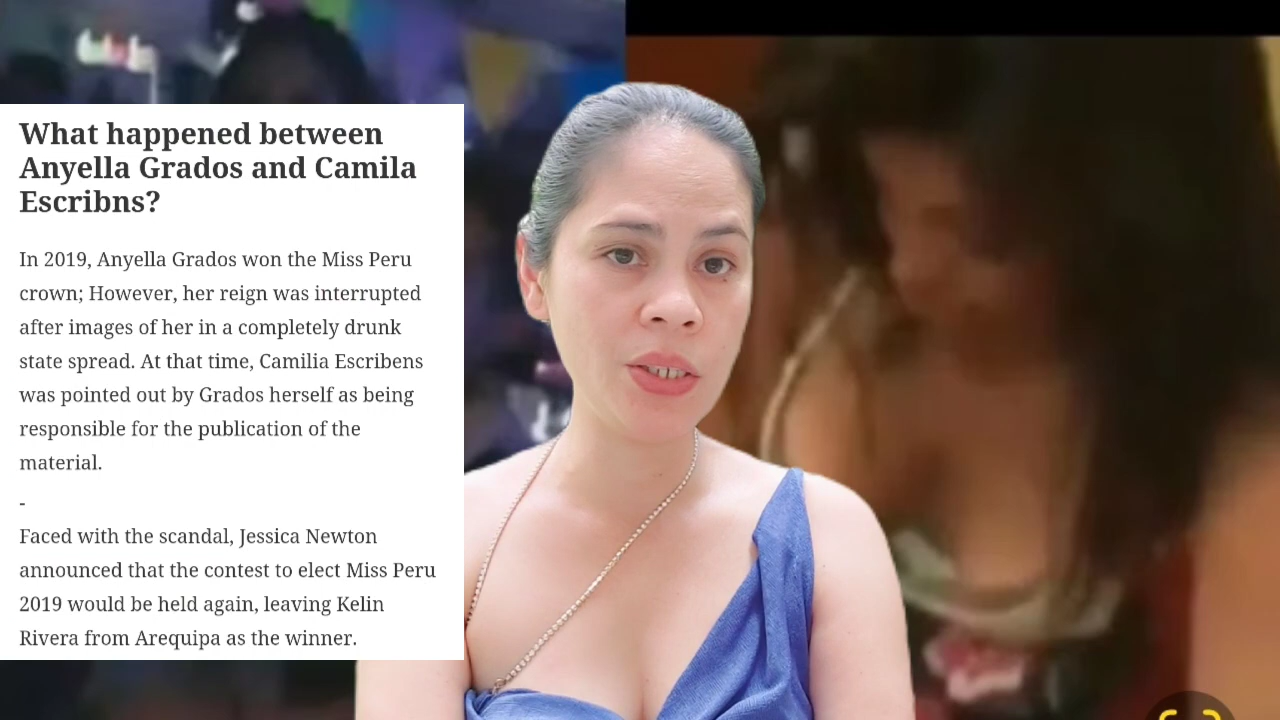 What happened between
Anyella Grados and Camila
Escribns?
In 2019, Anyella Grados won the Miss Peru
crown; However, her reign was interrupted
after images of her in a completely drunk
state spread. At that time, Camilia Escribens
was pointed out by Grados herself as being
responsible for the publication of the
material.
-
Faced with the scandal, Jessica Newton
announced that the contest to elect Miss Peru
2019 would be held again, leaving Kelin
Rivera from Arequipa as the winner.